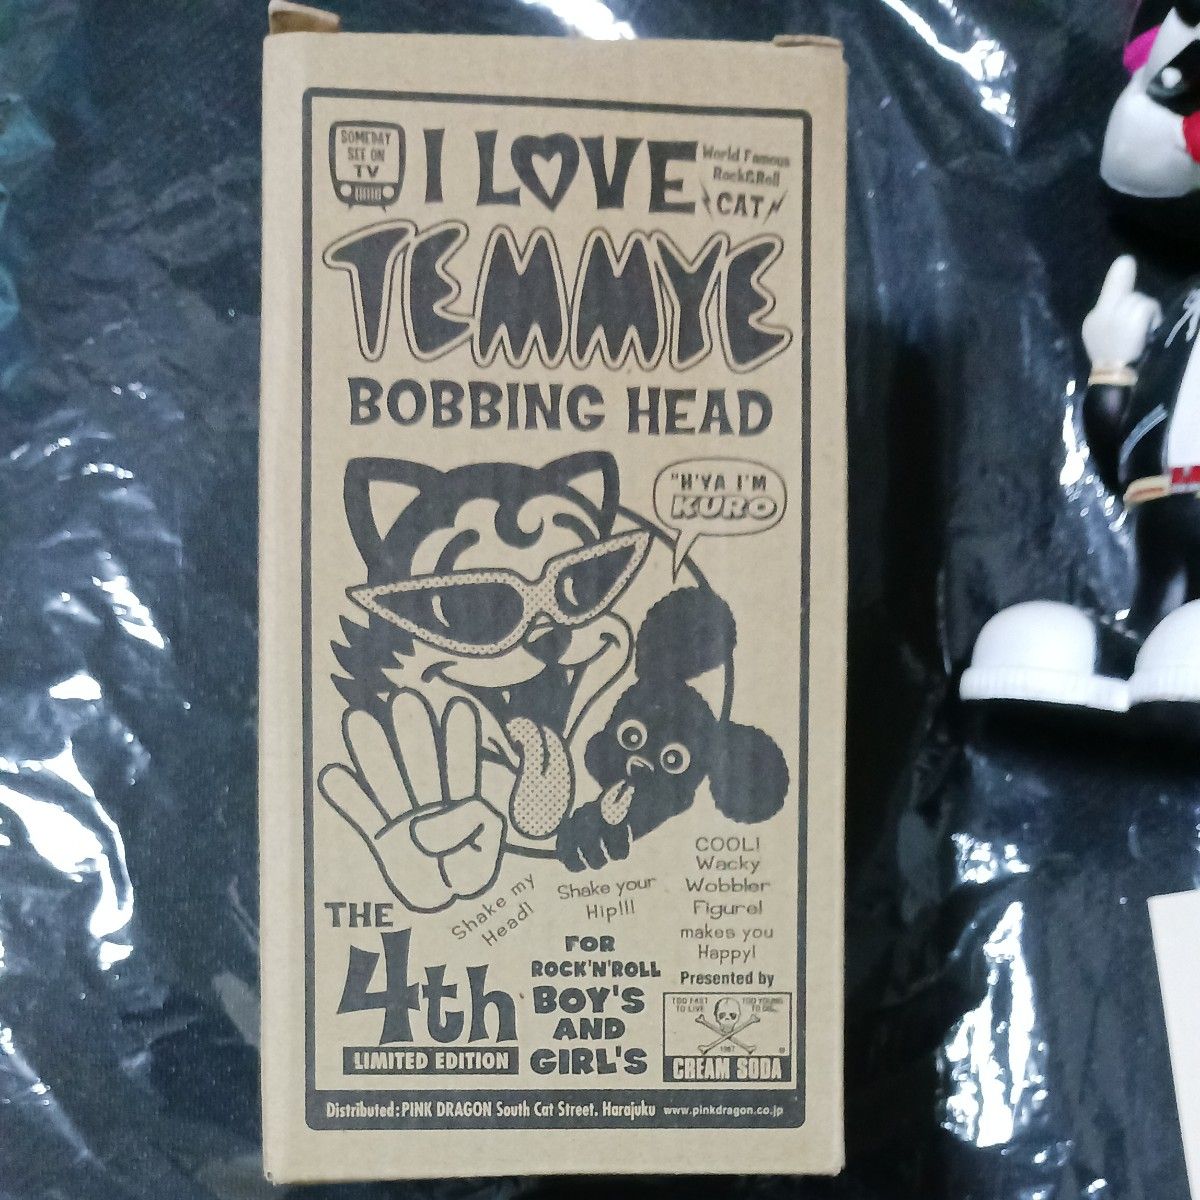 SOMEDAY
SEE ON
TV
I LOVE
World Famous
Rock&Roll
CAT
TEMMYE
BOBBING HEAD
"H'YA I'M
KURO
COOL!
Wacky
Wobbler
Figure!
makes you
Happy!
Shake my
Head!
Shake your
Hip!!!
THE
4th
LIMITED EDITION
FOR
ROCK'N'ROLL
BOY'S
AND
GIRL'S
Presented by
TOO FAST
TO LIVE
TOO YOUNG
TO DIE
CREAM SODA
Distributed: PINK DRAGON South Cat Street. Harajuku www.pinkdragon.co.jp